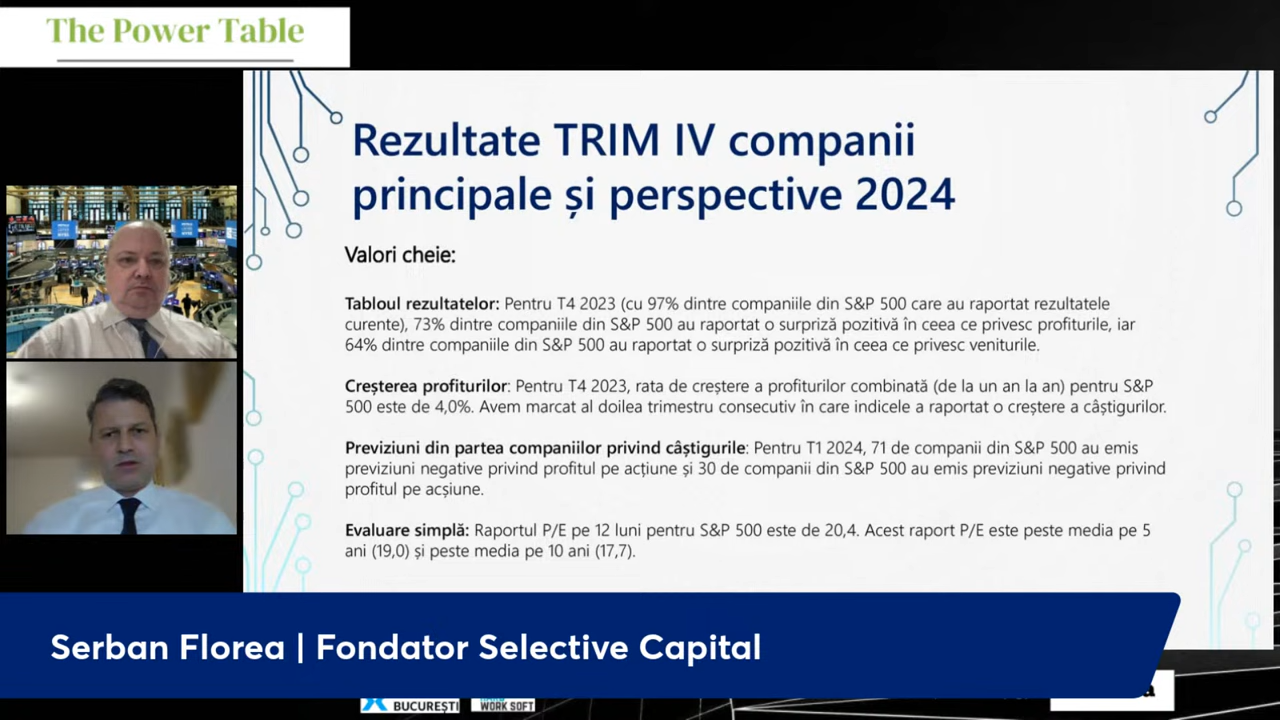 The Power Table
Rezultate TRIM IV companii
principale și perspective 2024
Valori cheie:
Tabloul rezultatelor: Pentru T4 2023 (cu 97% dintre companiile din S&P 500 care au raportat rezultatele
curente), 73% dintre companiile din S&P 500 au raportat o surpriză pozitivă în ceea ce privesc profiturile, iar
64% dintre companiile din S&P 500 au raportat o surpriză pozitivă în ceea ce privesc veniturile.
Creșterea profiturilor: Pentru T4 2023, rata de creștere a profiturilor combinată (de la un an la an) pentru S&P
500 este de 4,0%. Avem marcat al doilea trimestru consecutiv în care indicele a raportat o creștere a câștigurilor.
Previziuni din partea companiilor privind câștigurile: Pentru T1 2024, 71 de companii din S&P 500 au emis
previziuni negative privind profitul pe acțiune și 30 de companii din S&P 500 au emis previziuni negative privind
profitul pe acșiune.
Evaluare simplă: Raportul P/E pe 12 luni pentru S&P 500 este de 20,4. Acest raport P/E este peste media pe 5
ani (19,0) și peste media pe 10 ani (17,7).
Serban Florea | Fondator Selective Capital
BUCUREȘTI
WORK SOFT